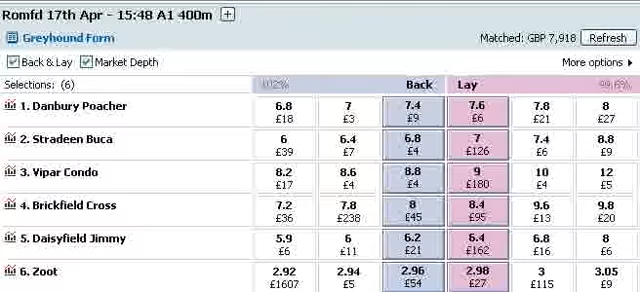 Romfd 17th Apr - 15:48 A1 400m +
Greyhound Form Matched: GBP 7,918 Refresh
Back & Lay Market Depth More options
Selections: (6) 102% Back Lay 99.6%
1. Danbury Poacher 6.8 7 7.4 7.6 7.8 8
£18 £3 £9 £6 £21 £27
2. Stradeen Buca 6 6.4 6.8 7 7.4 8.8
£39 £7 £4 £126 £6 £9
3. Vipar Condo 8.2 8.6 8.8 9 10 12
£17 £4 £4 £180 £4 £5
4. Brickfield Cross 7.2 7.8 8 8.4 9.6 9.8
£36 £238 £45 £95 £13 £20
5. Daisyfield Jimmy 5.9 6 6.2 6.4 6.8 8
£6 £11 £21 £162 £16 £6
6. Zoot 2.92 2.94 2.96 2.98 3 3.05
£1607 £5 £54 £27 £115 £9